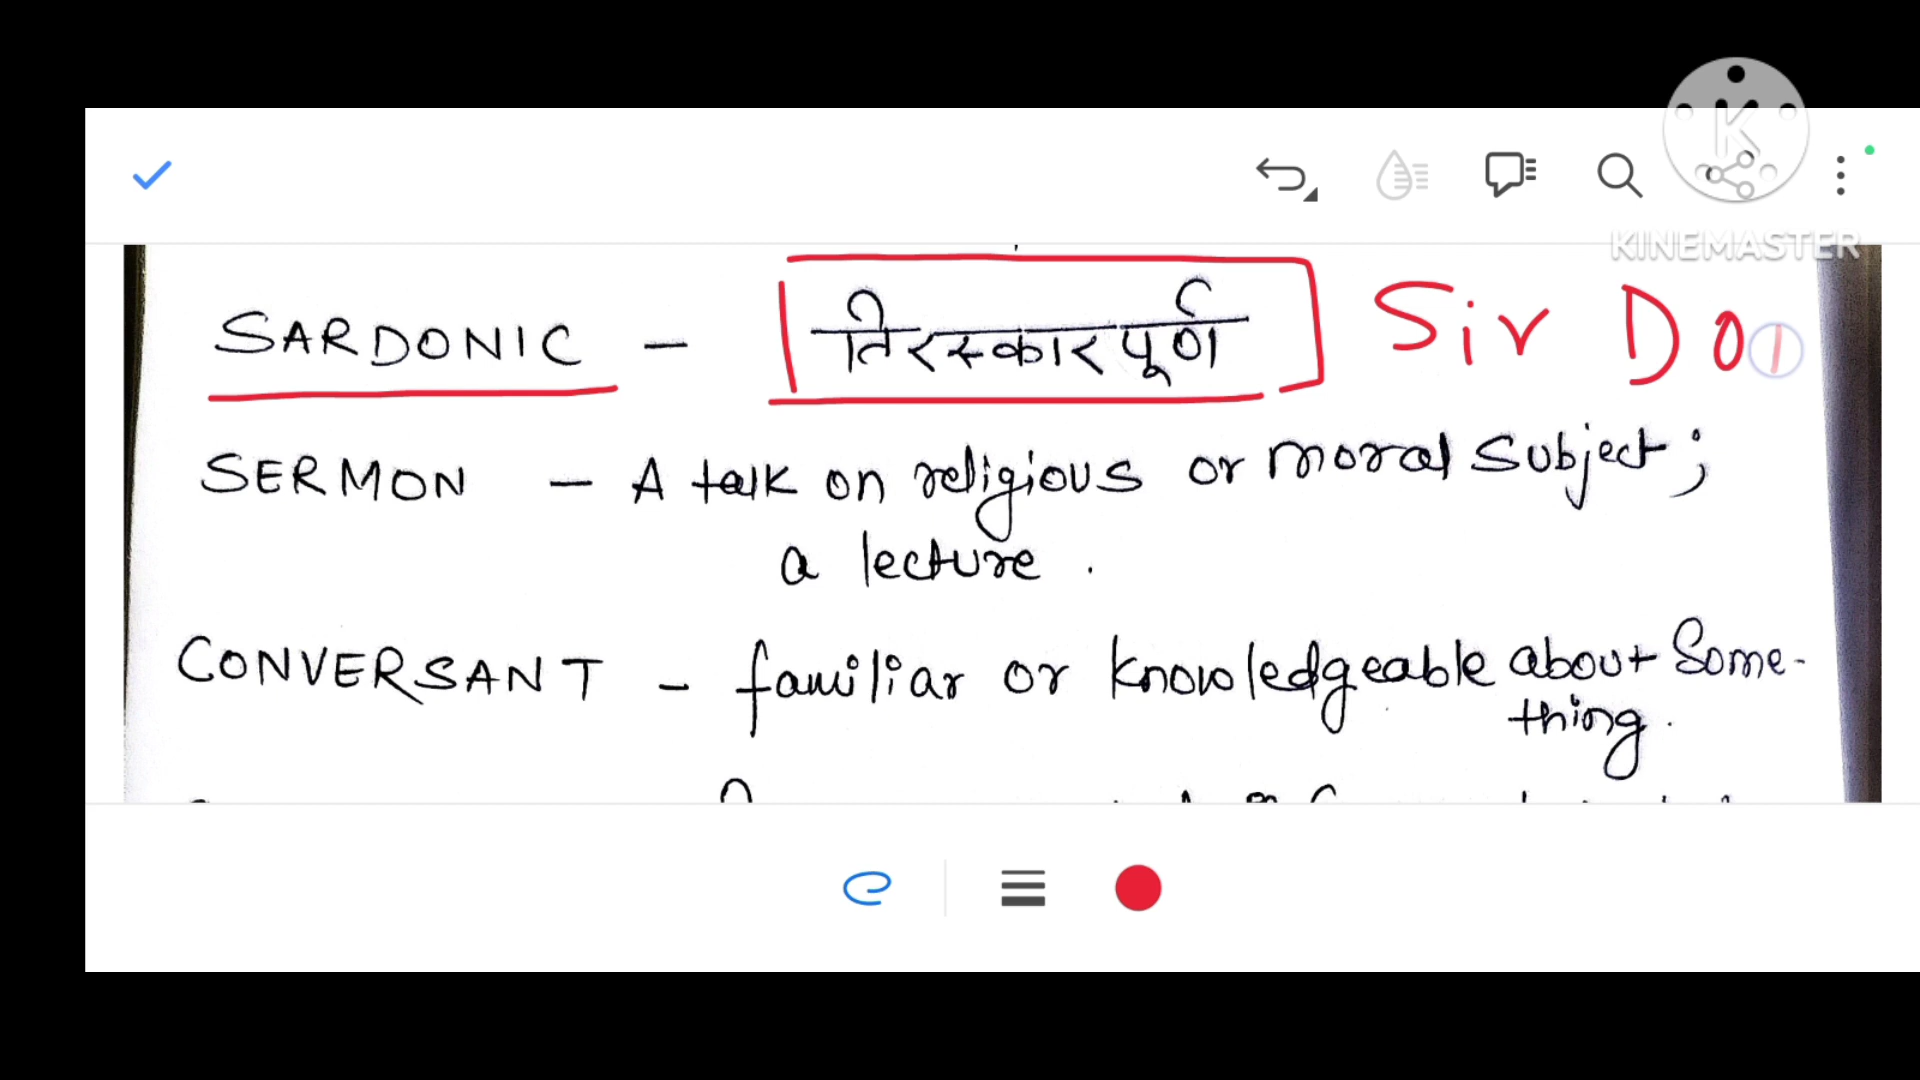 KINEMASTER
SARDONIC - तिरस्कारपूर्ण Sir Do
SERMON - A talk on religious or moral Subject;
a lecture.
CONVERSANT - familiar or knowledgeable about Some-
thing.